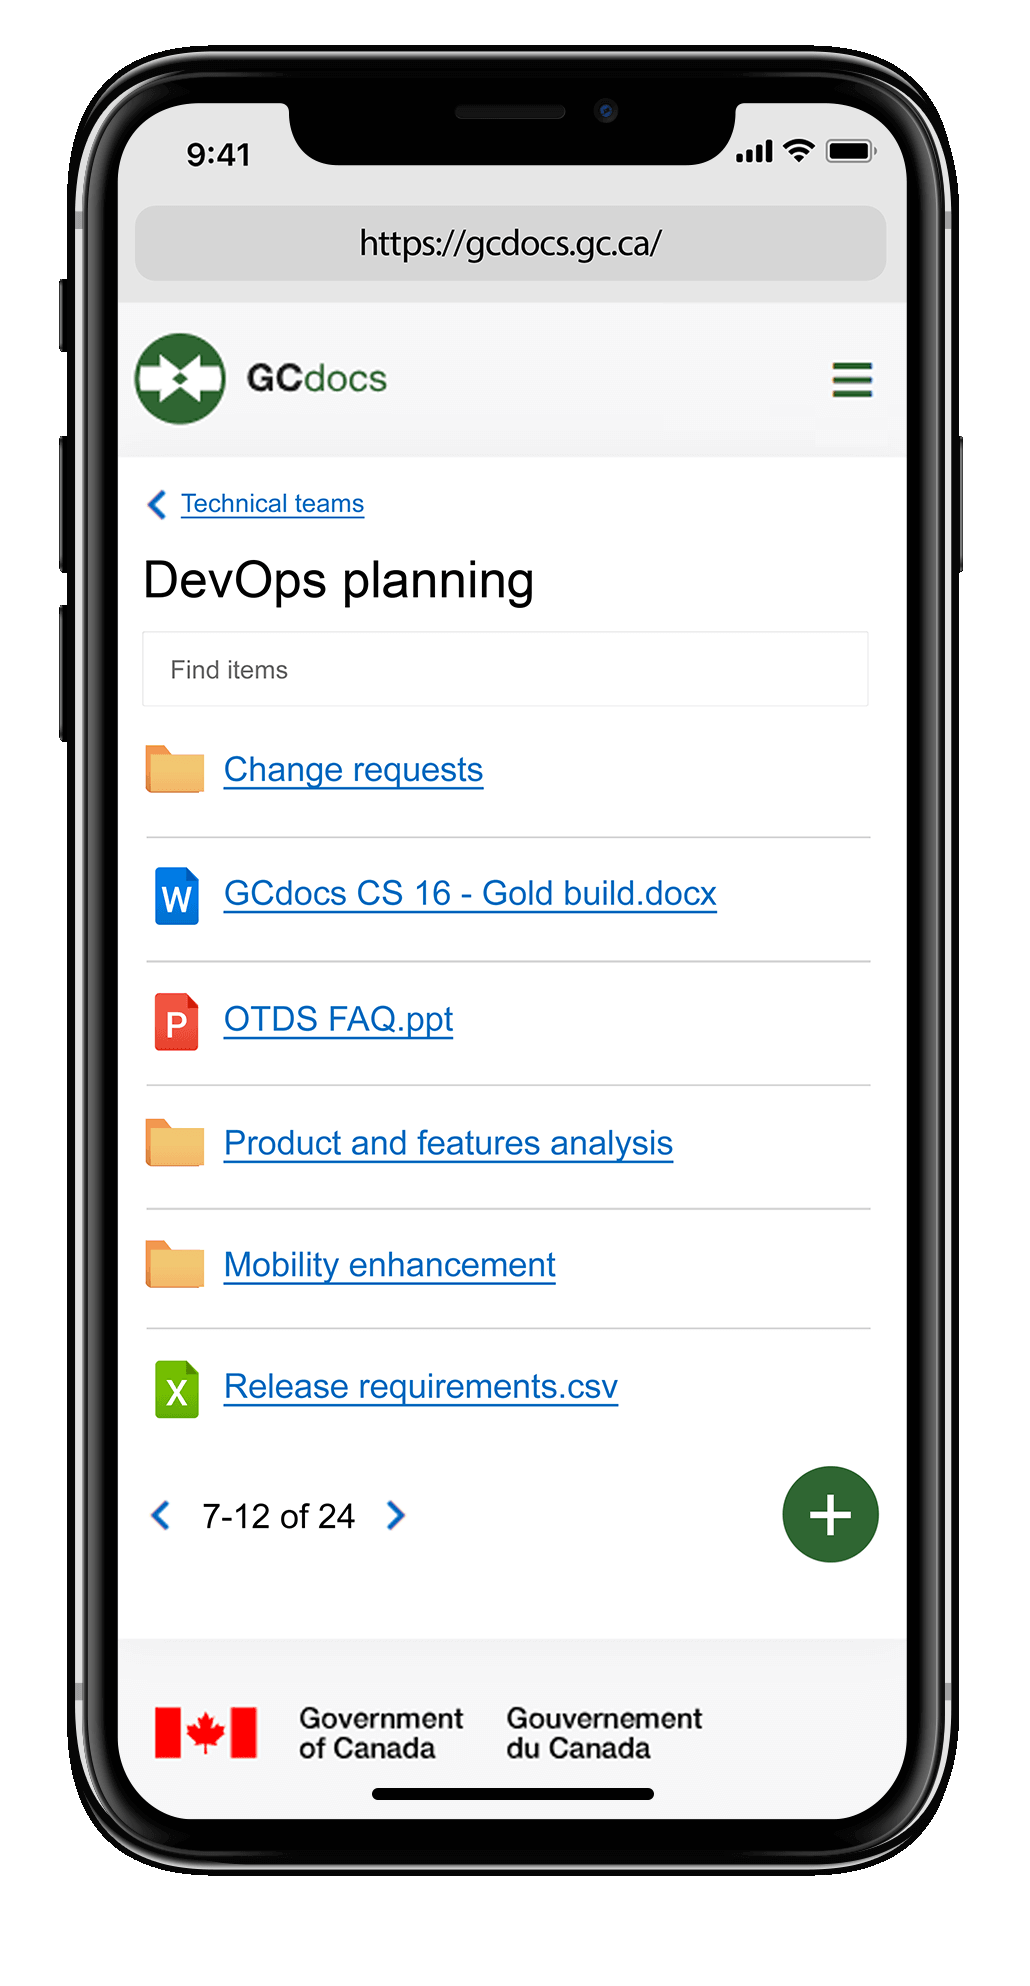 9:41
https://gcdocs.gc.ca/
GCdocs
Technical teams
DevOps planning
Find items
Change requests
W
GCdocs CS 16 - Gold build.docx
P
OTDS FAQ.ppt
Product and features analysis
Mobility enhancement
X
Release requirements.csv
7-12 of 24
+
Government
of Canada
Gouvernement
du Canada